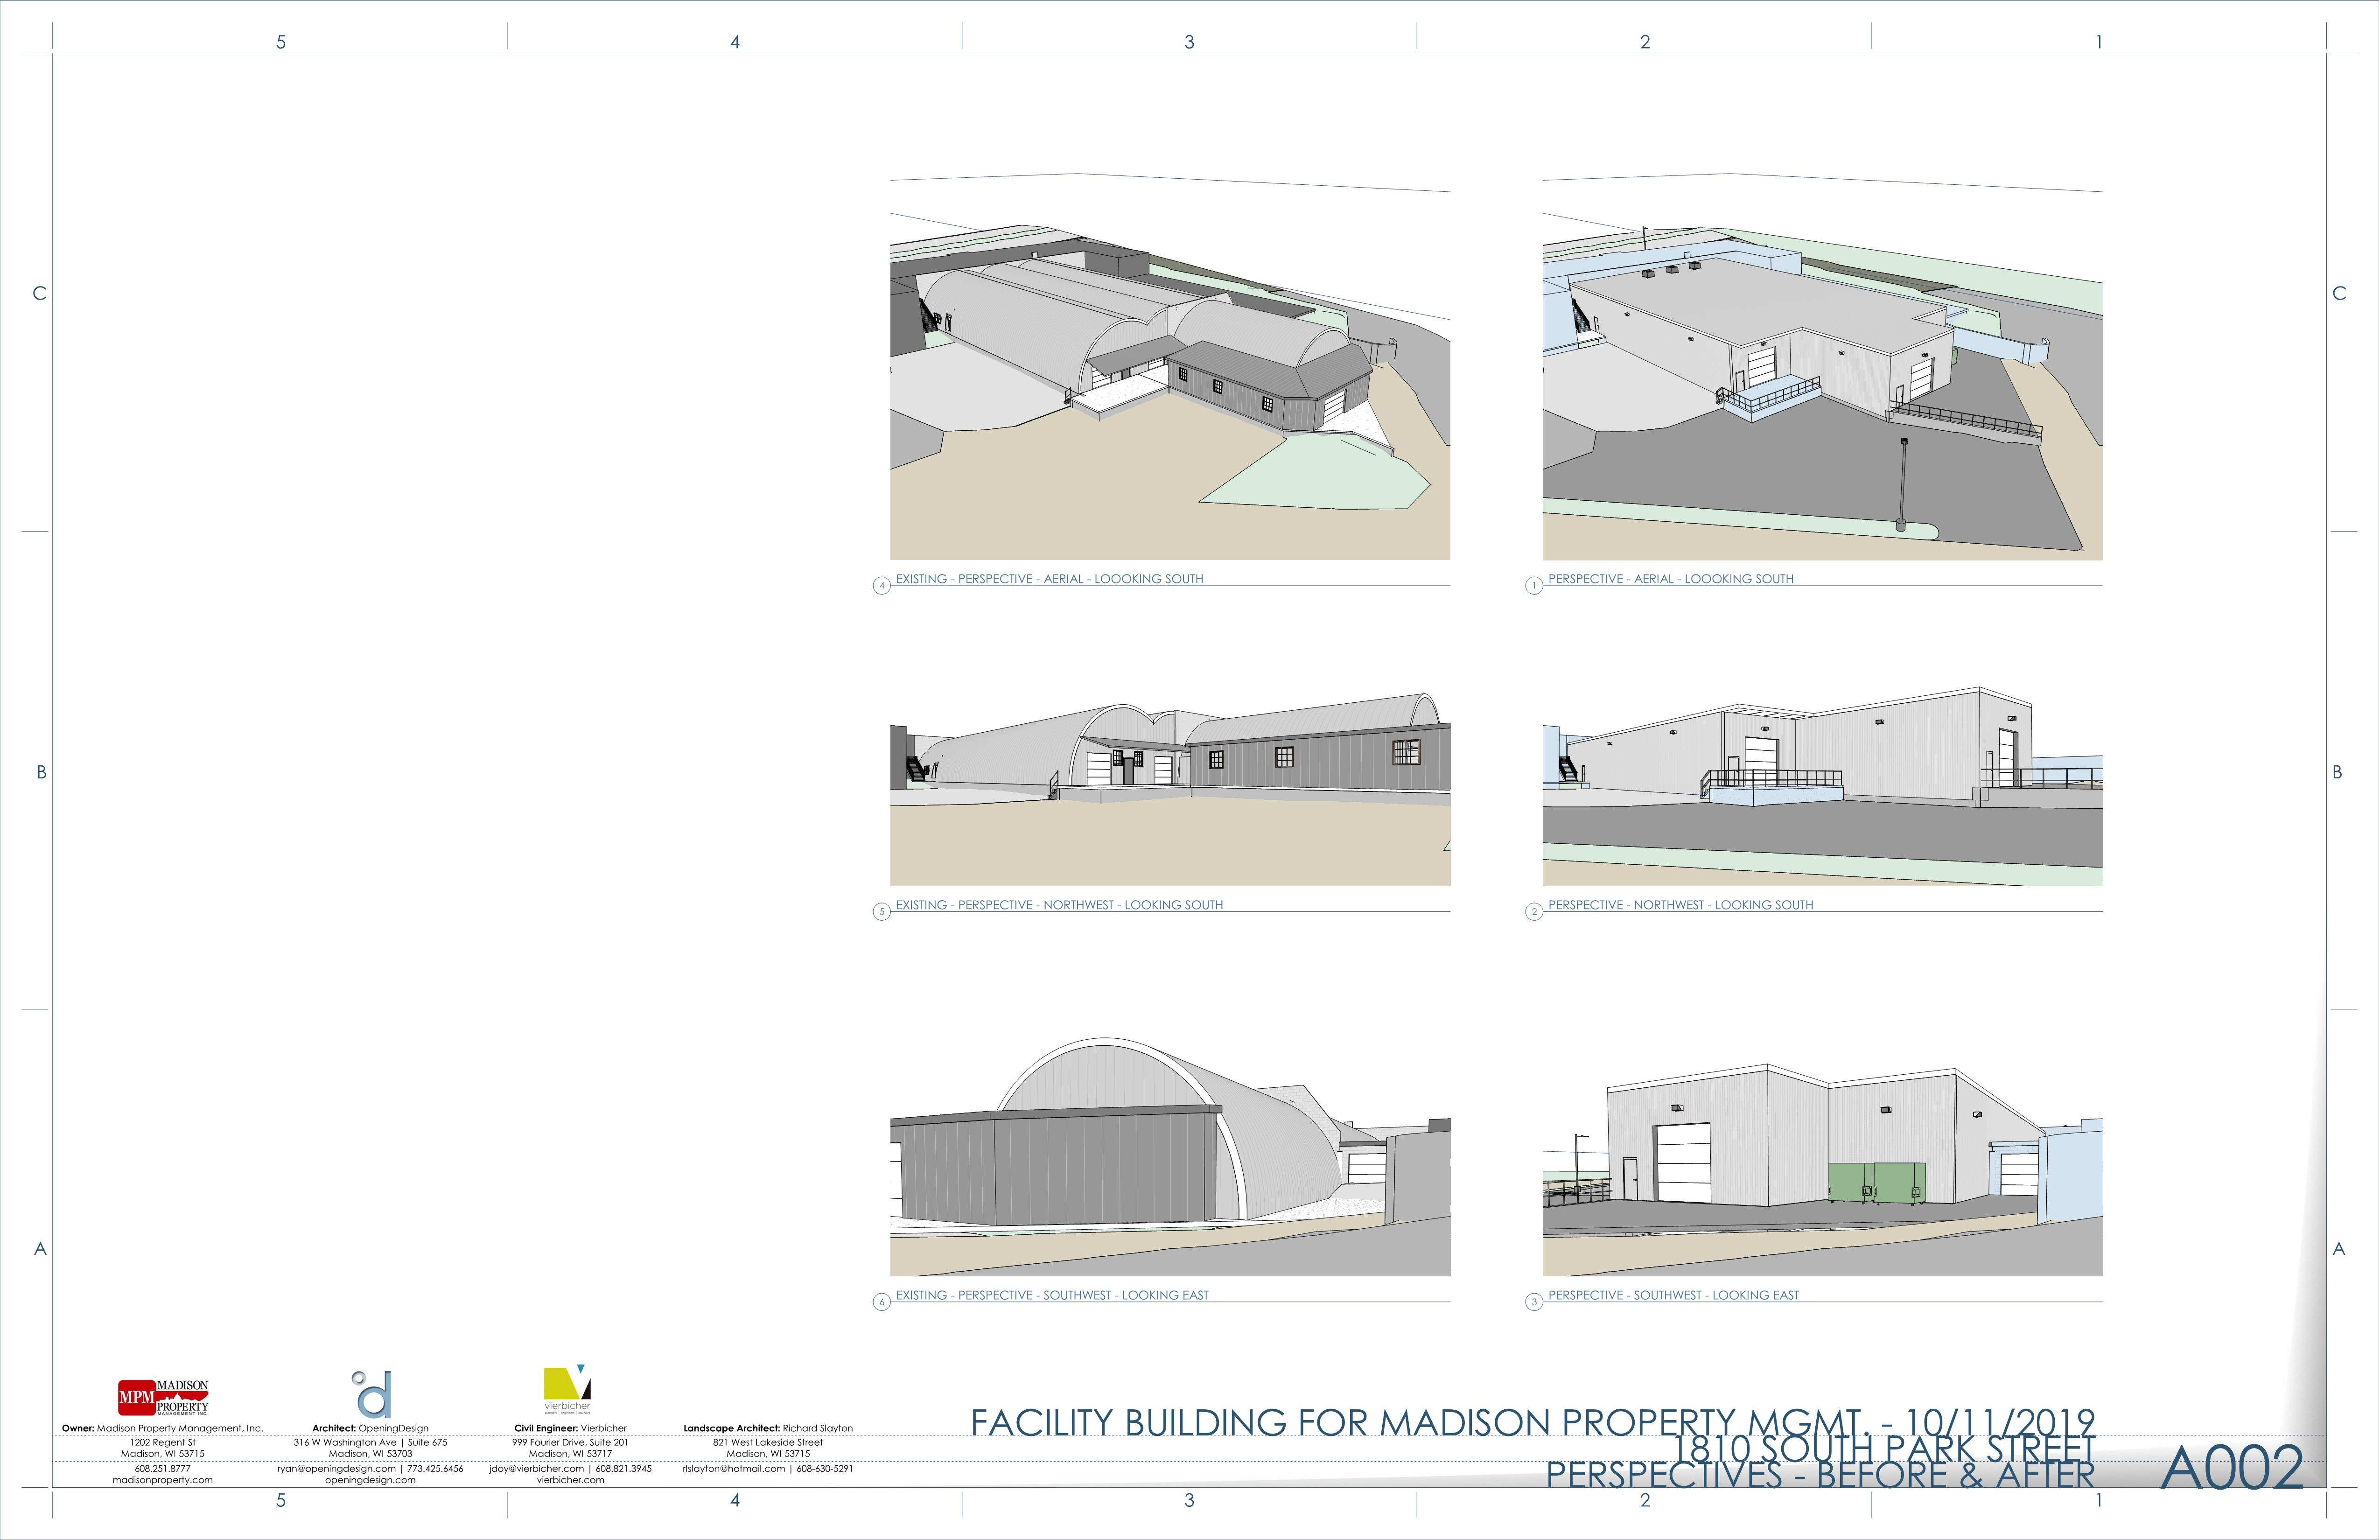 5 4 3 2 1
C C
4 EXISTING - PERSPECTIVE - AERIAL - LOOOKING SOUTH
1 PERSPECTIVE - AERIAL - LOOOKING SOUTH
B B
5 EXISTING - PERSPECTIVE - NORTHWEST - LOOKING SOUTH
2 PERSPECTIVE - NORTHWEST - LOOKING SOUTH
A A
6 EXISTING - PERSPECTIVE - SOUTHWEST - LOOKING EAST
3 PERSPECTIVE - SOUTHWEST - LOOKING EAST
MPM
MADISON
PROPERTY
MANAGEMENT INC.
Owner: Madison Property Management, Inc.
1202 Regent St
Madison, WI 53715
608.251.8777
madisonproperty.com
d
Architect: OpeningDesign
316 W Washington Ave | Suite 675
Madison, WI 53703
ryan@openingdesign.com | 773.425.6456
openingdesign.com
vierbicher
planners | engineers | advisors
Civil Engineer: Vierbicher
999 Fourier Drive, Suite 201
Madison, WI 53717
jdoy@vierbicher.com | 608.821.3945
vierbicher.com
Landscape Architect: Richard Slayton
821 West Lakeside Street
Madison, WI 53715
rlslayton@hotmail.com | 608-630-5291
FACILITY BUILDING FOR MADISON PROPERTY MGMT. - 10/11/2019
1810 SOUTH PARK STREET
PERSPECTIVES - BEFORE & AFTER
A002
5 4 3 2 1